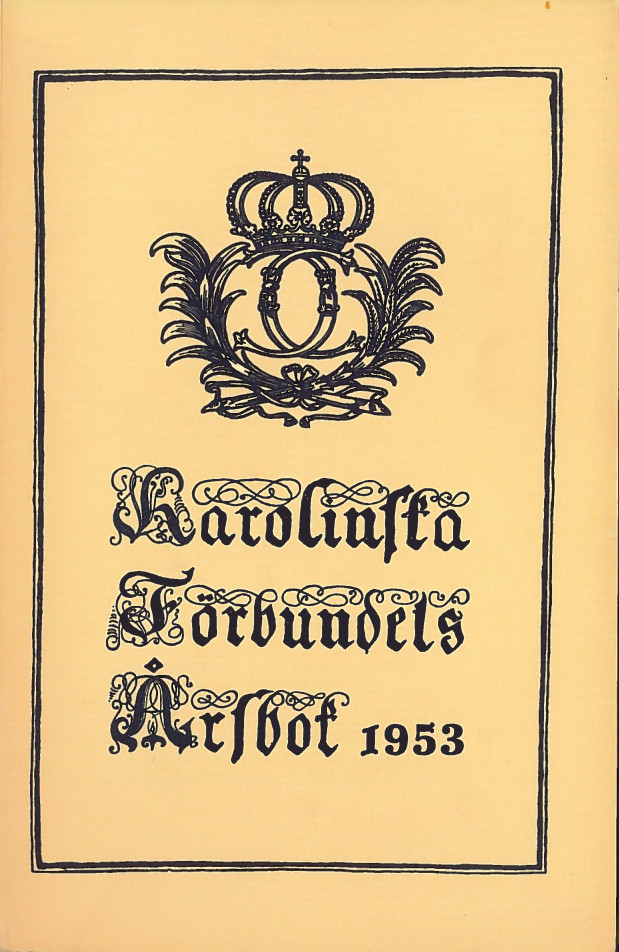 Karolinska
Förbundets
Årsbok 1953